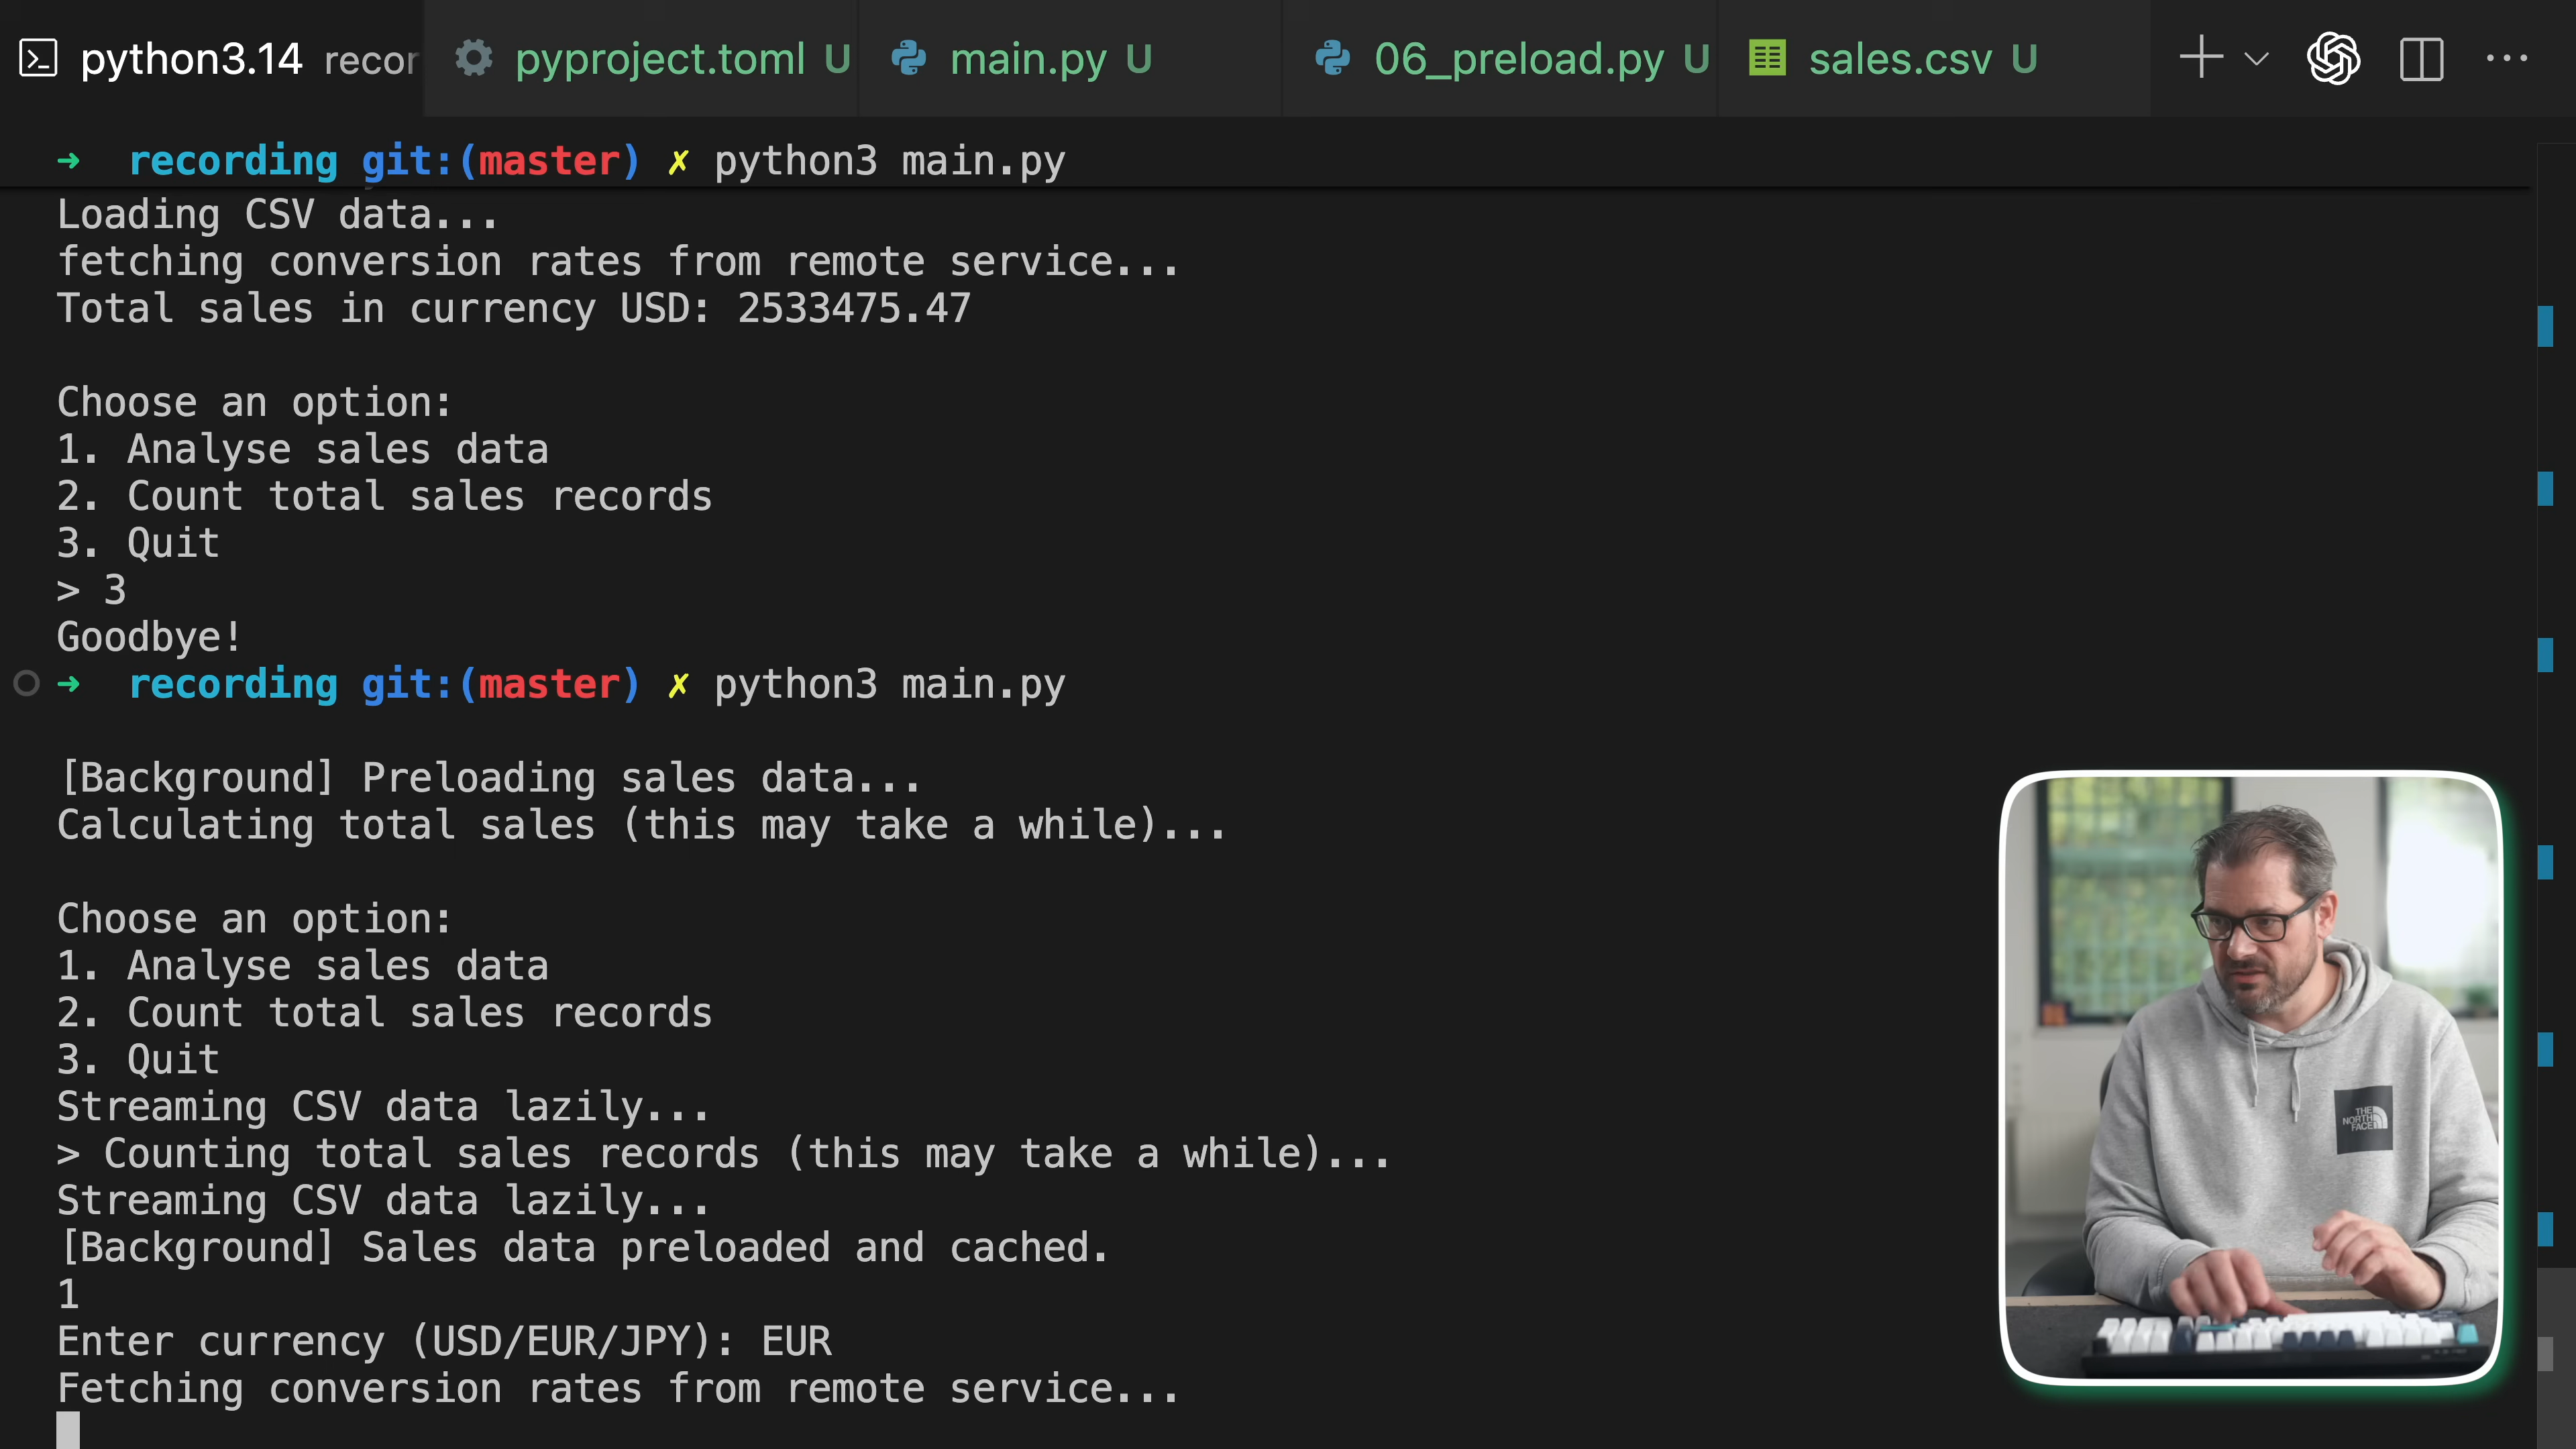 python3.14 recor
pyproject.toml U
main.py U
06_preload.py U
sales.csv U
➜ recording git:(master) ✗ python3 main.py
Loading CSV data...
fetching conversion rates from remote service...
Total sales in currency USD: 2533475.47
Choose an option:
1. Analyse sales data
2. Count total sales records
3. Quit
> 3
Goodbye!
➜ recording git:(master) ✗ python3 main.py
[Background] Preloading sales data...
Calculating total sales (this may take a while)...
Choose an option:
1. Analyse sales data
2. Count total sales records
3. Quit
Streaming CSV data lazily...
> Counting total sales records (this may take a while)...
Streaming CSV data lazily...
[Background] Sales data preloaded and cached.
1
Enter currency (USD/EUR/JPY): EUR
Fetching conversion rates from remote service...
THE
NORTH
FACE